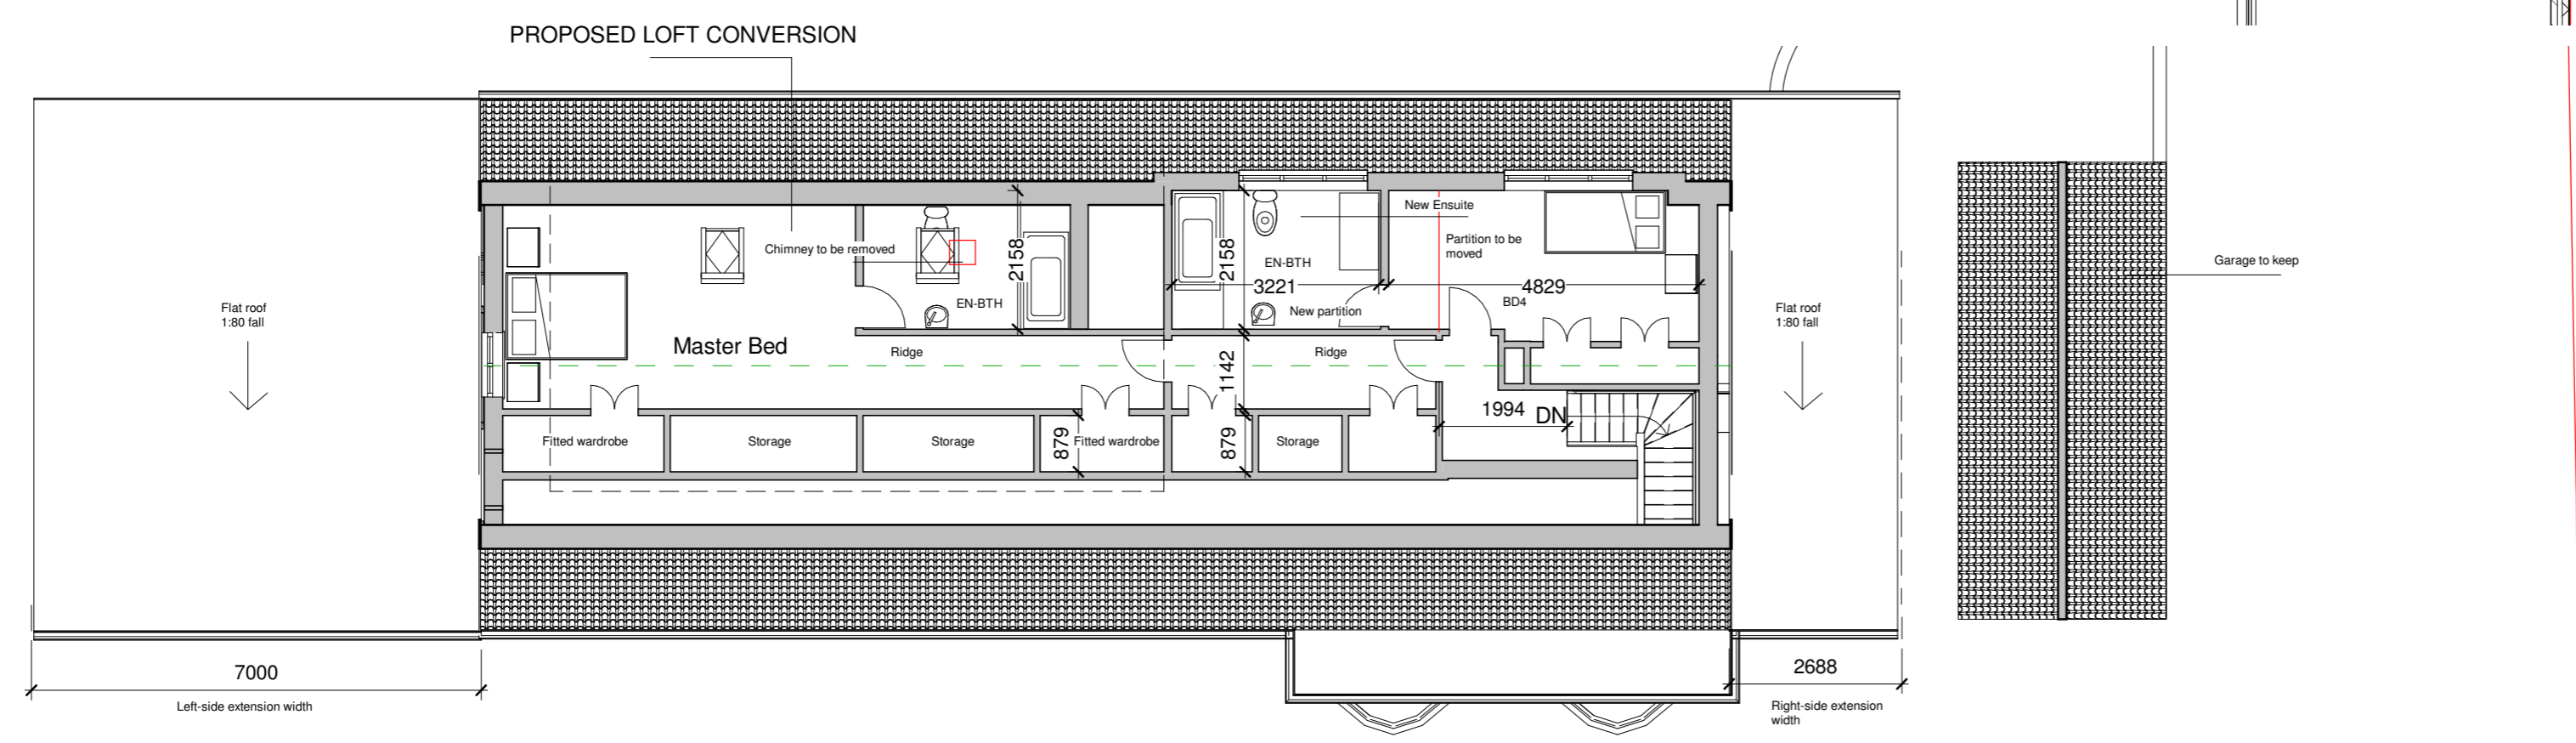 PROPOSED LOFT CONVERSION
Chimney to be removed
2158
EN-BTH
2158
EN-BTH
3221
New partition
New Ensuite
Partition to be
moved
4829
BD4
Garage to keep
Flat roof
1:80 fall
Flat roof
1:80 fall
Master Bed
Ridge
Ridge
1142
1994
DN
Fitted wardrobe
Storage
Storage
879
Fitted wardrobe
879
Storage
7000
Left-side extension width
2688
Right-side extension
width